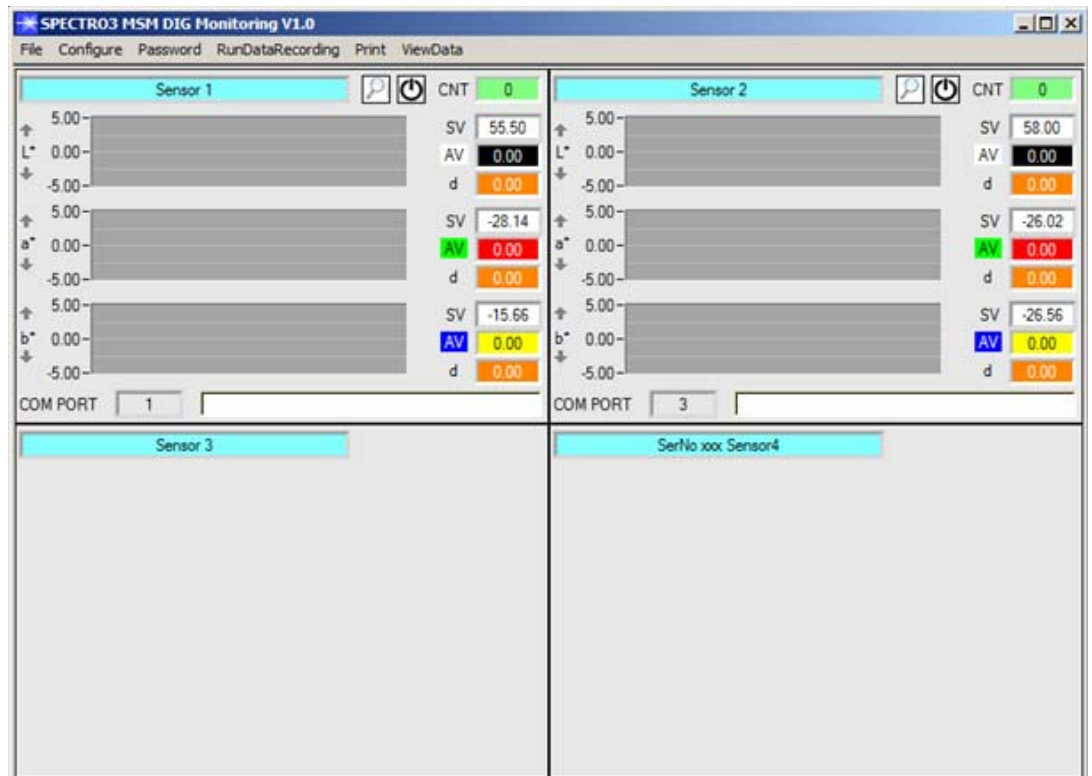 SPECTRO3 MSM DIG Monitoring V1.0
File Configure Password RunDataRecording Print ViewData
Sensor 1 CNT 0
5.00 SV 55.50
L* 0.00 AV 0.00
-5.00 d 0.00
5.00 SV -28.14
a* 0.00 AV 0.00
-5.00 d 0.00
5.00 SV -15.66
b* 0.00 AV 0.00
-5.00 d 0.00
COM PORT 1
Sensor 2 CNT 0
5.00 SV 58.00
L* 0.00 AV 0.00
-5.00 d 0.00
5.00 SV -26.02
a* 0.00 AV 0.00
-5.00 d 0.00
5.00 SV -26.56
b* 0.00 AV 0.00
-5.00 d 0.00
COM PORT 3
Sensor 3
SerNo xxx Sensor4